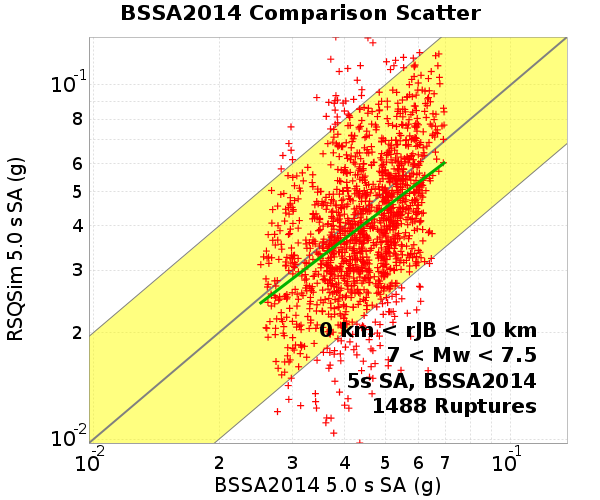 BSSA2014 Comparison Scatter
RSQSim 5.0 s SA (g)
10⁻¹
8
6
5
4
3
2
10⁻²
0 km < rJB < 10 km
7 < Mw < 7.5
5s SA, BSSA2014
1488 Ruptures
10⁻² 2 3 4 5 6 7 10⁻¹
BSSA2014 5.0 s SA (g)